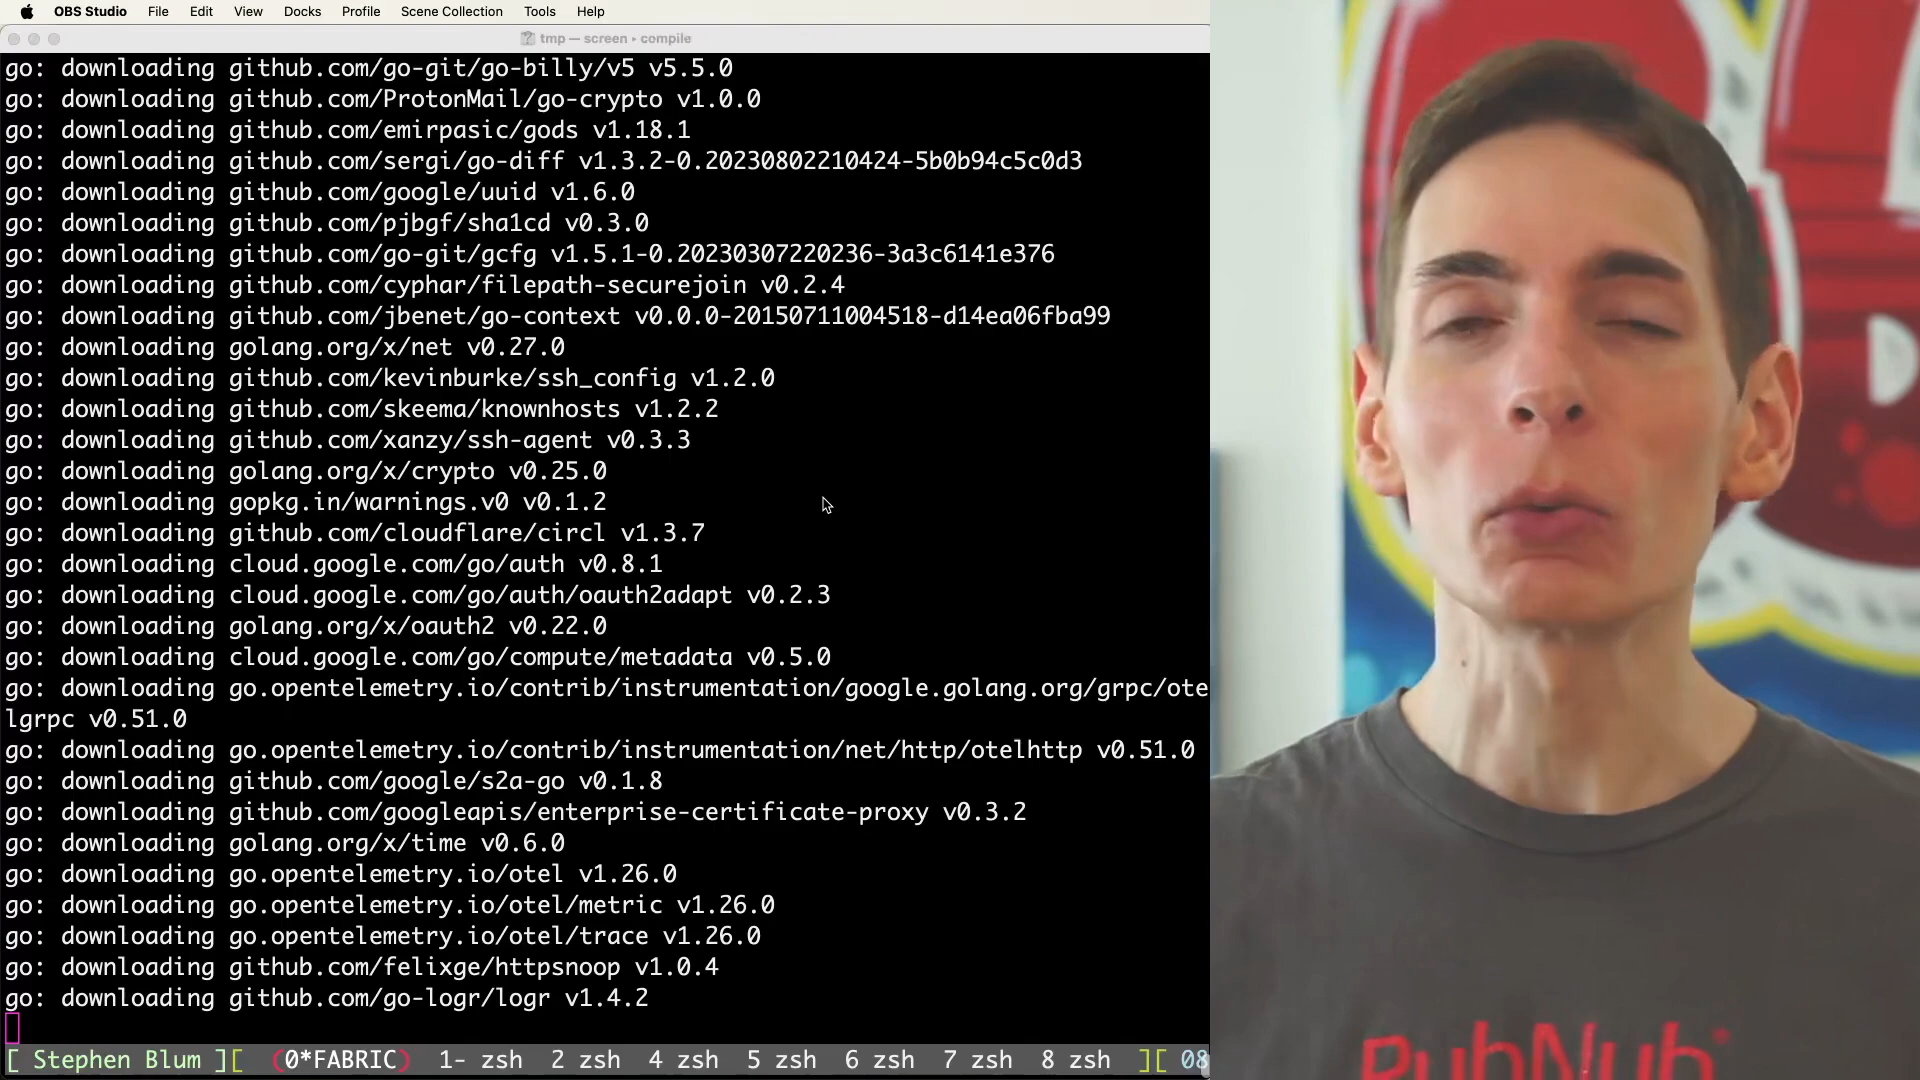 OBS Studio File Edit View Docks Profile Scene Collection Tools Help
tmp — screen ▸ compile
go: downloading github.com/go-git/go-billy/v5 v5.5.0
go: downloading github.com/ProtonMail/go-crypto v1.0.0
go: downloading github.com/emirpasic/gods v1.18.1
go: downloading github.com/sergi/go-diff v1.3.2-0.20230802210424-5b0b94c5c0d3
go: downloading github.com/google/uuid v1.6.0
go: downloading github.com/pjbgf/sha1cd v0.3.0
go: downloading github.com/go-git/gcfg v1.5.1-0.20230307220236-3a3c6141e376
go: downloading github.com/cyphar/filepath-securejoin v0.2.4
go: downloading github.com/jbenet/go-context v0.0.0-20150711004518-d14ea06fba99
go: downloading golang.org/x/net v0.27.0
go: downloading github.com/kevinburke/ssh_config v1.2.0
go: downloading github.com/skeema/knownhosts v1.2.2
go: downloading github.com/xanzy/ssh-agent v0.3.3
go: downloading golang.org/x/crypto v0.25.0
go: downloading gopkg.in/warnings.v0 v0.1.2
go: downloading github.com/cloudflare/circl v1.3.7
go: downloading cloud.google.com/go/auth v0.8.1
go: downloading cloud.google.com/go/auth/oauth2adapt v0.2.3
go: downloading golang.org/x/oauth2 v0.22.0
go: downloading cloud.google.com/go/compute/metadata v0.5.0
go: downloading go.opentelemetry.io/contrib/instrumentation/google.golang.org/grpc/ote
lgrpc v0.51.0
go: downloading go.opentelemetry.io/contrib/instrumentation/net/http/otelhttp v0.51.0
go: downloading github.com/google/s2a-go v0.1.8
go: downloading github.com/googleapis/enterprise-certificate-proxy v0.3.2
go: downloading golang.org/x/time v0.6.0
go: downloading go.opentelemetry.io/otel v1.26.0
go: downloading go.opentelemetry.io/otel/metric v1.26.0
go: downloading go.opentelemetry.io/otel/trace v1.26.0
go: downloading github.com/felixge/httpsnoop v1.0.4
go: downloading github.com/go-logr/logr v1.4.2
[ Stephen Blum ][ (0*FABRIC) 1- zsh 2 zsh 4 zsh 5 zsh 6 zsh 7 zsh 8 zsh ][ 08
PubNub